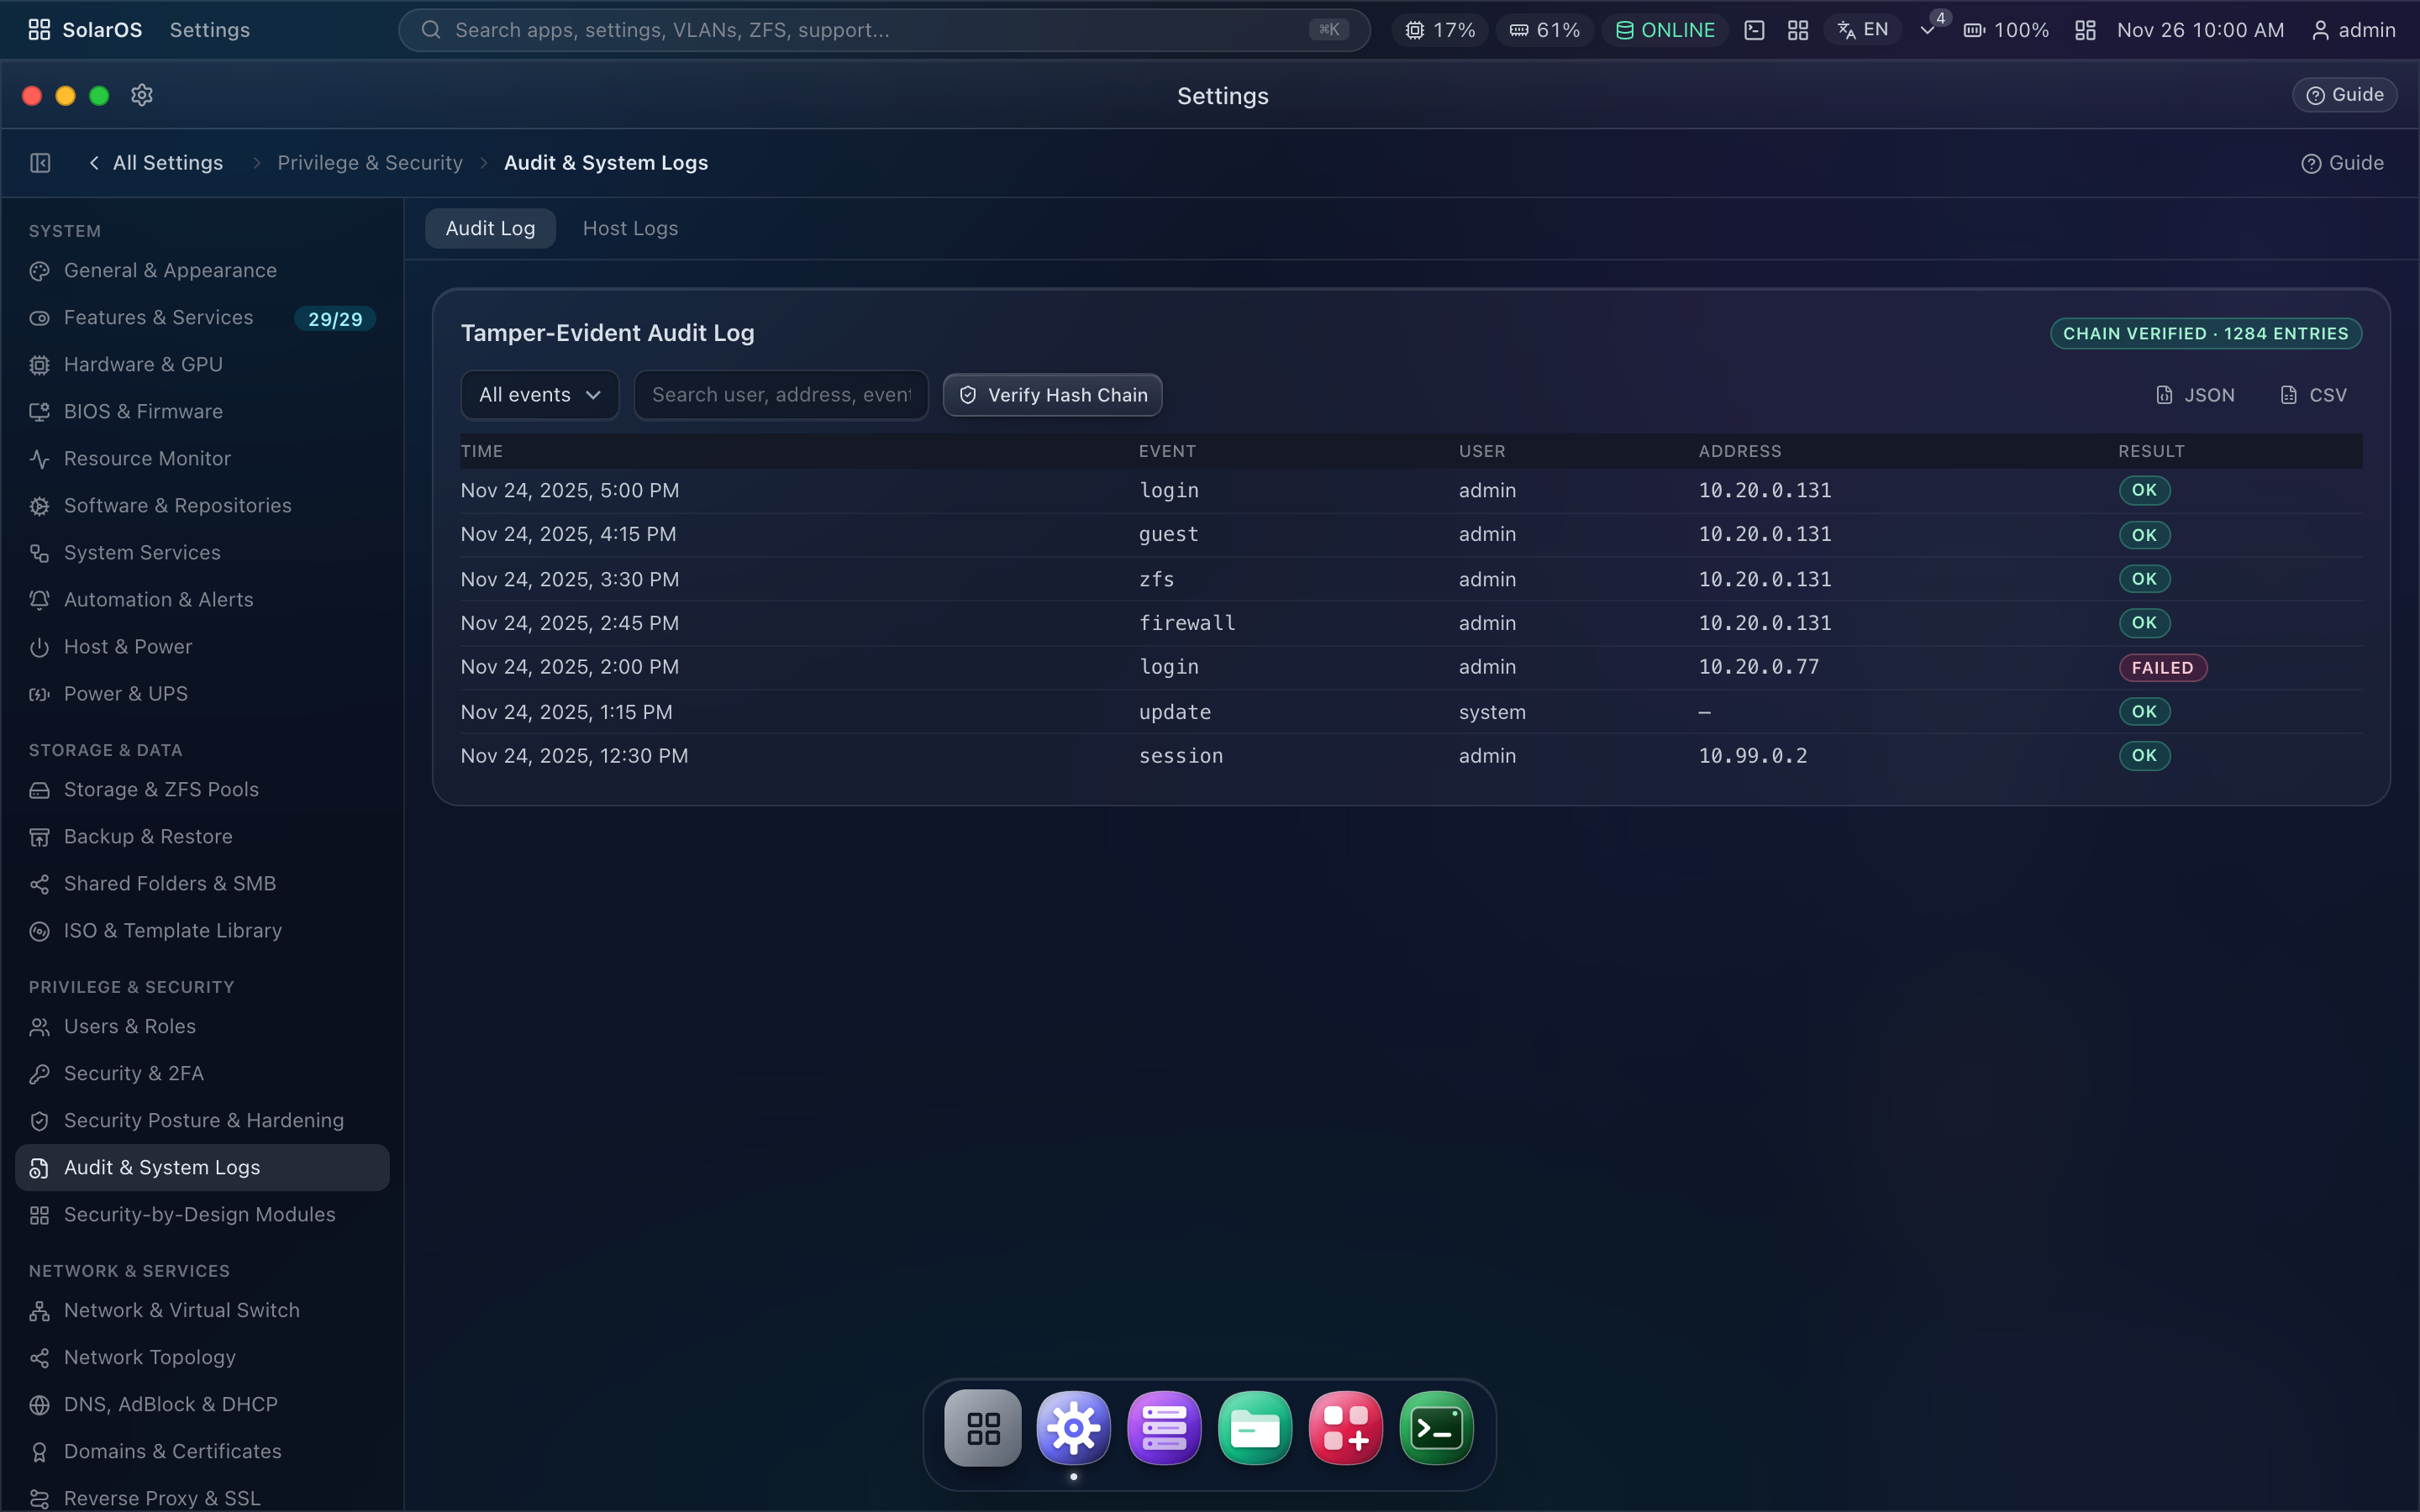 SolarOS Settings Search apps, settings, VLANs, ZFS, support... ⌘K 17% 61% ONLINE EN 4 100% Nov 26 10:00 AM admin
Settings Guide
All Settings Privilege & Security Audit & System Logs Guide
SYSTEM
General & Appearance
Features & Services 29/29
Hardware & GPU
BIOS & Firmware
Resource Monitor
Software & Repositories
System Services
Automation & Alerts
Host & Power
Power & UPS
STORAGE & DATA
Storage & ZFS Pools
Backup & Restore
Shared Folders & SMB
ISO & Template Library
PRIVILEGE & SECURITY
Users & Roles
Security & 2FA
Security Posture & Hardening
Audit & System Logs
Security-by-Design Modules
NETWORK & SERVICES
Network & Virtual Switch
Network Topology
DNS, AdBlock & DHCP
Domains & Certificates
Reverse Proxy & SSL
Audit Log Host Logs
Tamper-Evident Audit Log CHAIN VERIFIED · 1284 ENTRIES
All events Search user, address, event Verify Hash Chain JSON CSV
TIME EVENT USER ADDRESS RESULT
Nov 24, 2025, 5:00 PM login admin 10.20.0.131 OK
Nov 24, 2025, 4:15 PM guest admin 10.20.0.131 OK
Nov 24, 2025, 3:30 PM zfs admin 10.20.0.131 OK
Nov 24, 2025, 2:45 PM firewall admin 10.20.0.131 OK
Nov 24, 2025, 2:00 PM login admin 10.20.0.77 FAILED
Nov 24, 2025, 1:15 PM update system — OK
Nov 24, 2025, 12:30 PM session admin 10.99.0.2 OK